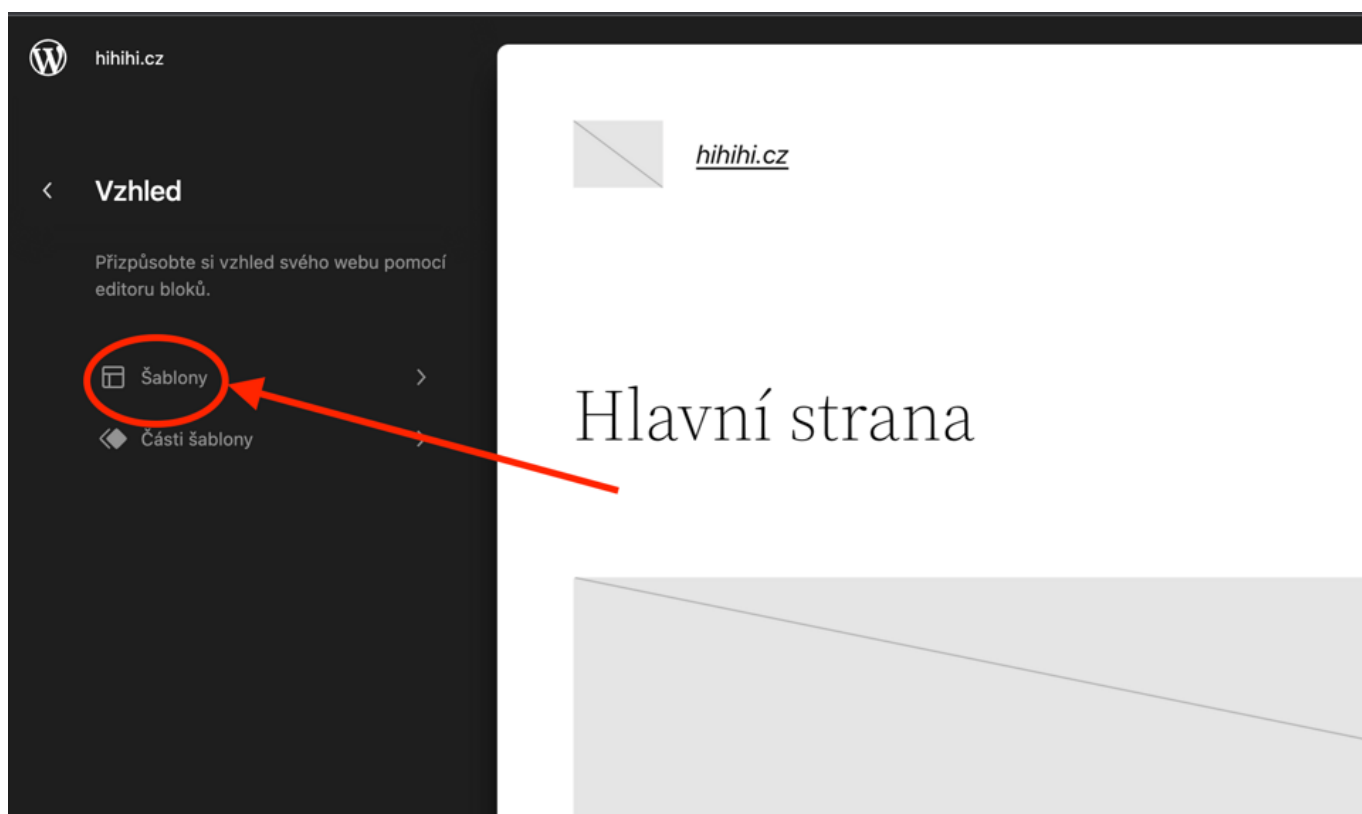 hihihi.cz
Vzhled
Přizpůsobte si vzhled svého webu pomocí
editoru bloků.
Šablony
Části šablony
hihihi.cz
Hlavní strana